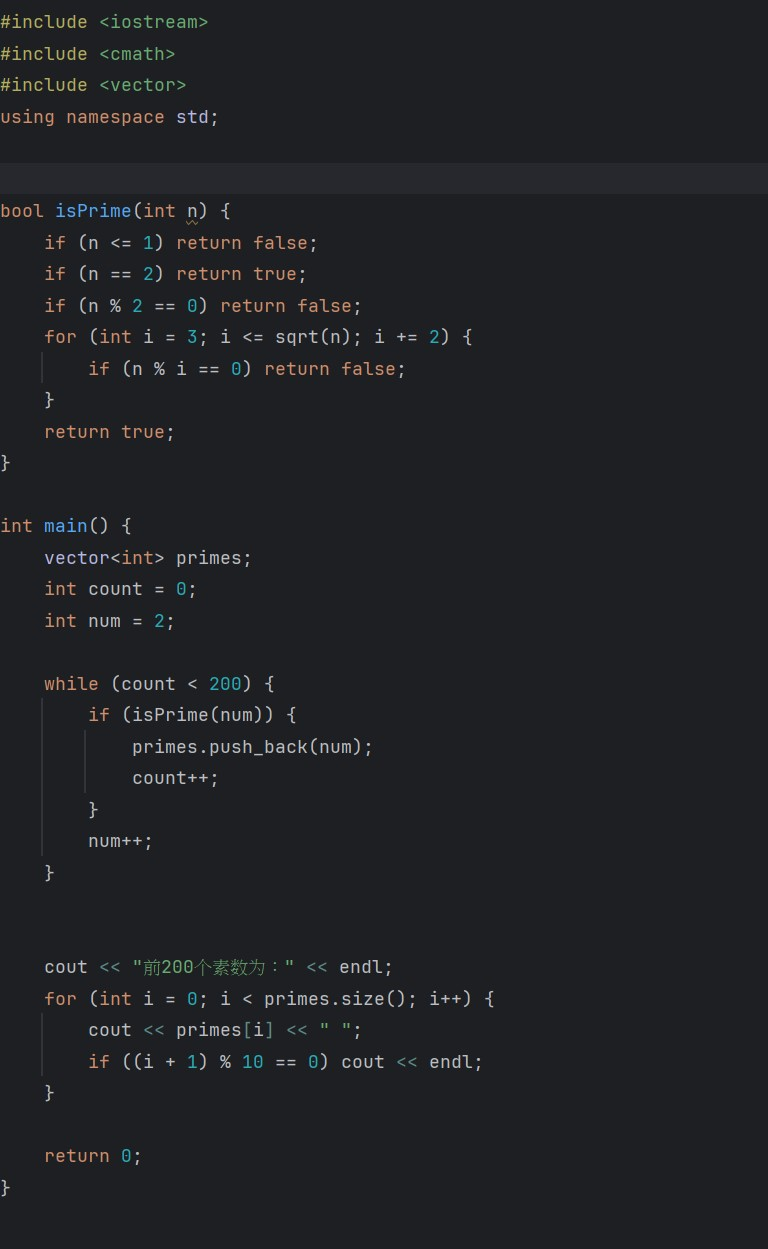 #include <iostream>
#include <cmath>
#include <vector>
using namespace std;
bool isPrime(int n) {
    if (n <= 1) return false;
    if (n == 2) return true;
    if (n % 2 == 0) return false;
    for (int i = 3; i <= sqrt(n); i += 2) {
        if (n % i == 0) return false;
    }
    return true;
}
int main() {
    vector<int> primes;
    int count = 0;
    int num = 2;
    while (count < 200) {
        if (isPrime(num)) {
            primes.push_back(num);
            count++;
        }
        num++;
    }
    cout << "前200个素数为：" << endl;
    for (int i = 0; i < primes.size(); i++) {
        cout << primes[i] << " ";
        if ((i + 1) % 10 == 0) cout << endl;
    }
    return 0;
}